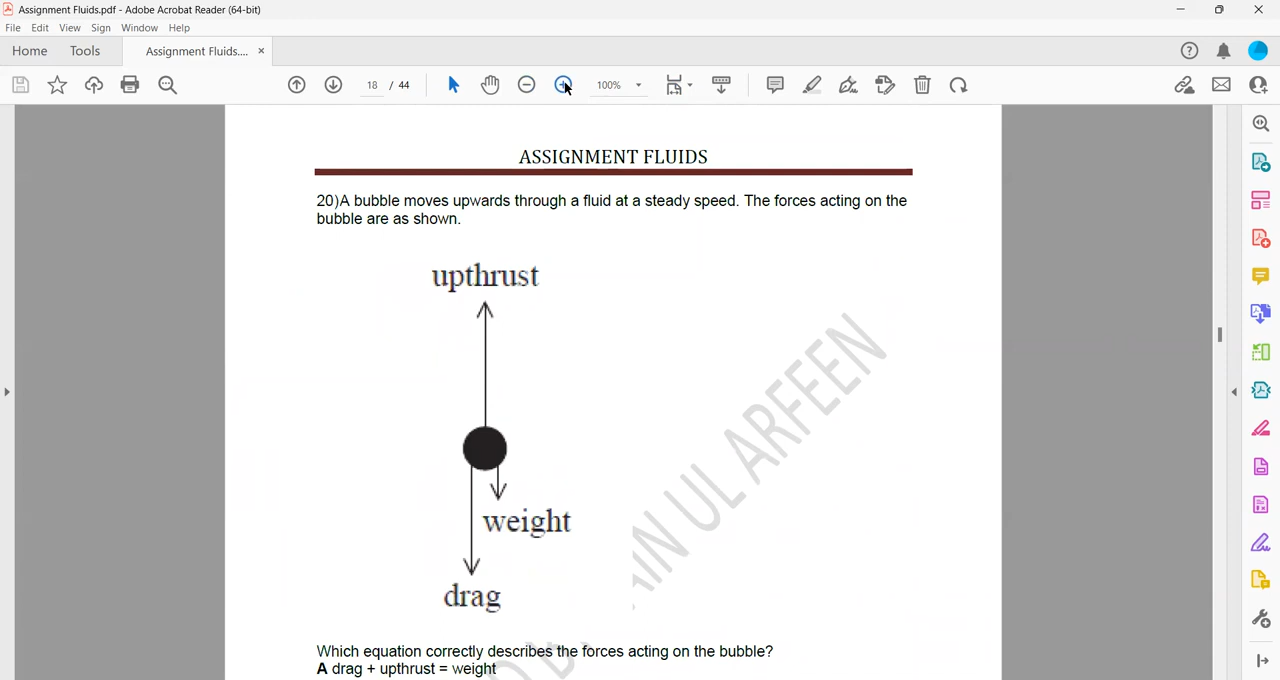 Assignment Fluids.pdf - Adobe Acrobat Reader (64-bit)
File Edit View Sign Window Help
Home Tools Assignment Fluids.... ×
18 / 44 100%
ASSIGNMENT FLUIDS
20)A bubble moves upwards through a fluid at a steady speed. The forces acting on the
bubble are as shown.
upthrust
weight
drag
Which equation correctly describes the forces acting on the bubble?
A drag + upthrust = weight
UL ARFEEN